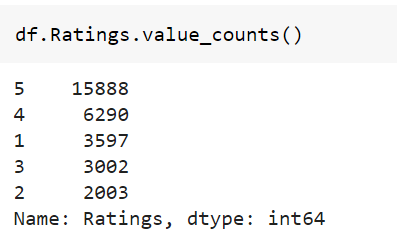 df.Ratings.value_counts()
5    15888
4     6290
1     3597
3     3002
2     2003
Name: Ratings, dtype: int64